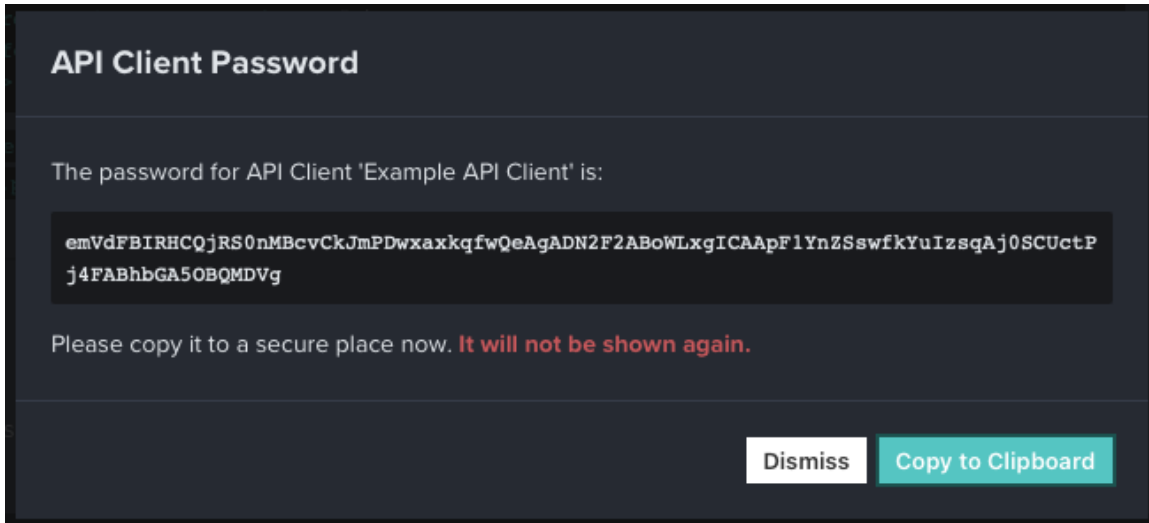 API Client Password
The password for API Client 'Example API Client' is:
emVdFBIRHCQjRS0nMBcvCkJmPDwxaxkqfwQeAgADN2F2ABoWLxgICAApF1YnZSswfkYuIzsqAj0SCUctP
j4FABhbGA5OBQMDVg
Please copy it to a secure place now. It will not be shown again.
Dismiss
Copy to Clipboard